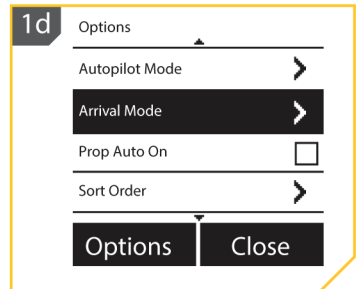 1d
Options
Autopilot Mode
Arrival Mode
Prop Auto On
Sort Order
Options Close